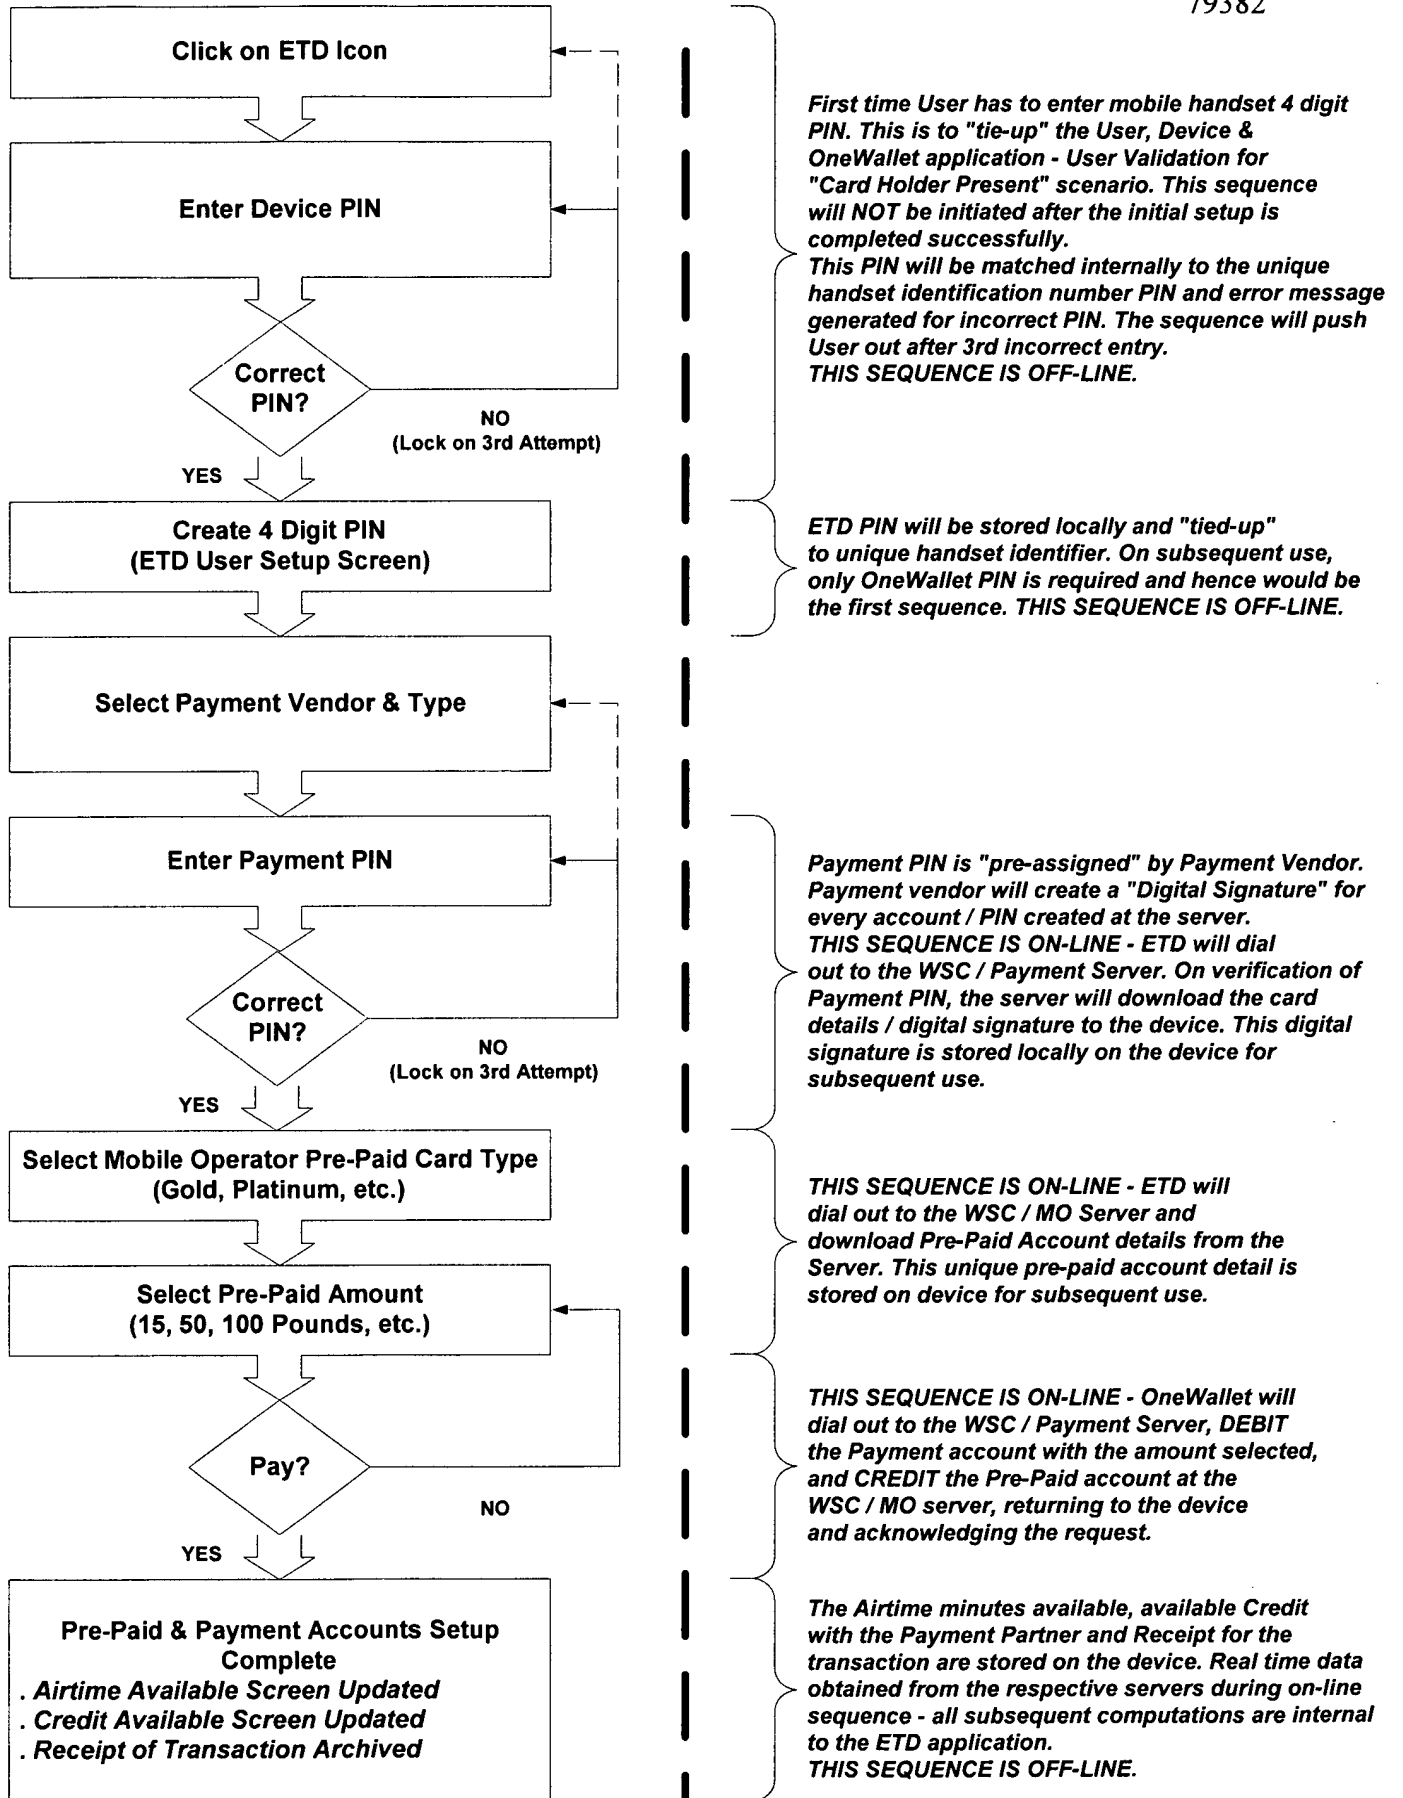 79382
Click on ETD Icon
First time User has to enter mobile handset 4 digit
PIN. This is to "tie-up" the User, Device &
OneWallet application - User Validation for
"Card Holder Present" scenario. This sequence
will NOT be initiated after the initial setup is
completed successfully.
This PIN will be matched internally to the unique
handset identification number PIN and error message
generated for incorrect PIN. The sequence will push
User out after 3rd incorrect entry.
THIS SEQUENCE IS OFF-LINE.
Enter Device PIN
Correct
PIN?
NO
(Lock on 3rd Attempt)
YES
Create 4 Digit PIN
(ETD User Setup Screen)
ETD PIN will be stored locally and "tied-up"
to unique handset identifier. On subsequent use,
only OneWallet PIN is required and hence would be
the first sequence. THIS SEQUENCE IS OFF-LINE.
Select Payment Vendor & Type
Enter Payment PIN
Payment PIN is "pre-assigned" by Payment Vendor.
Payment vendor will create a "Digital Signature" for
every account / PIN created at the server.
THIS SEQUENCE IS ON-LINE - ETD will dial
out to the WSC / Payment Server. On verification of
Payment PIN, the server will download the card
details / digital signature to the device. This digital
signature is stored locally on the device for
subsequent use.
Correct
PIN?
NO
(Lock on 3rd Attempt)
YES
Select Mobile Operator Pre-Paid Card Type
(Gold, Platinum, etc.)
THIS SEQUENCE IS ON-LINE - ETD will
dial out to the WSC / MO Server and
download Pre-Paid Account details from the
Server. This unique pre-paid account detail is
stored on device for subsequent use.
Select Pre-Paid Amount
(15, 50, 100 Pounds, etc.)
THIS SEQUENCE IS ON-LINE - OneWallet will
dial out to the WSC / Payment Server, DEBIT
the Payment account with the amount selected,
and CREDIT the Pre-Paid account at the
WSC / MO server, returning to the device
and acknowledging the request.
Pay?
NO
YES
Pre-Paid & Payment Accounts Setup
Complete
. Airtime Available Screen Updated
. Credit Available Screen Updated
. Receipt of Transaction Archived
The Airtime minutes available, available Credit
with the Payment Partner and Receipt for the
transaction are stored on the device. Real time data
obtained from the respective servers during on-line
sequence - all subsequent computations are internal
to the ETD application.
THIS SEQUENCE IS OFF-LINE.